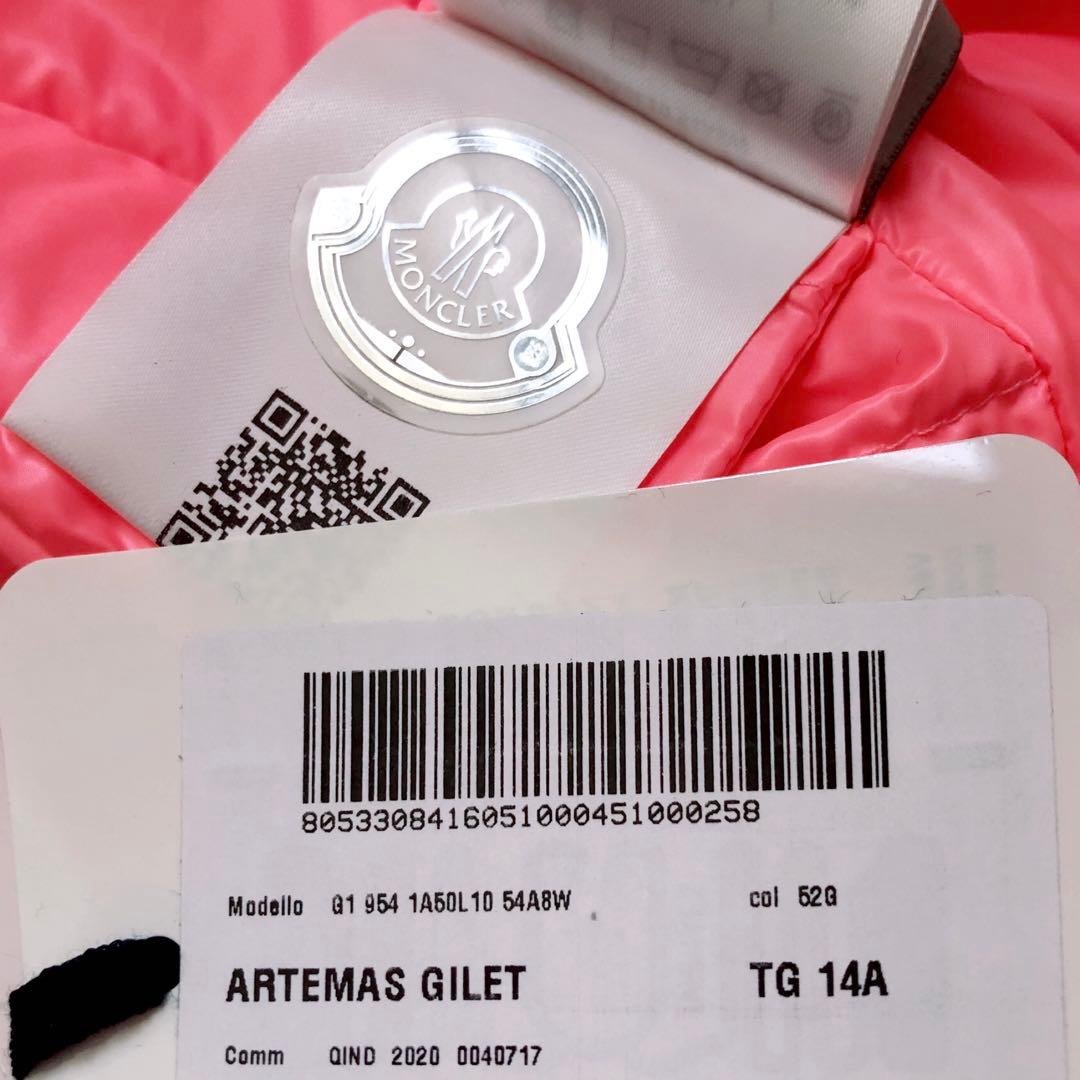 MONCLER
8053308416051000451000258
Modello G1 954 1A50L10 54A8W col 52G
ARTEMAS GILET TG 14A
Comm QIND 2020 0040717